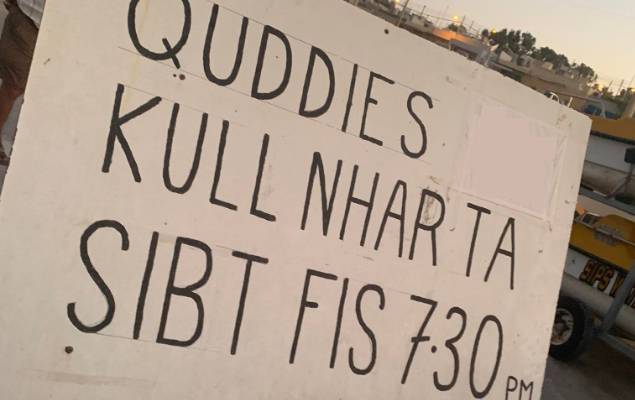 QUDDIES
KULL NHAR TA
SIBT FIS 7.30 PM